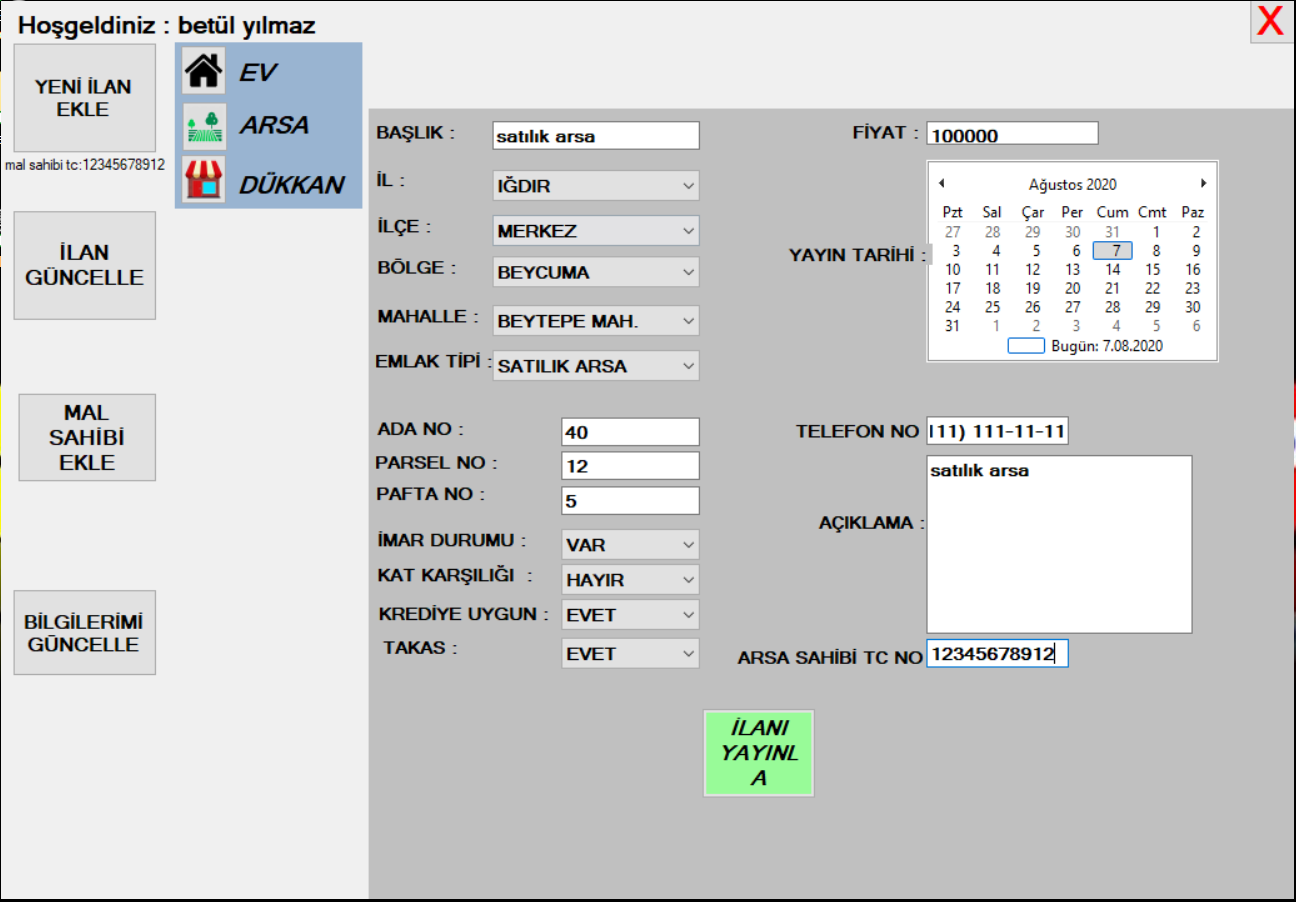 Hoşgeldiniz : betül yılmaz
X
YENİ İLAN
EKLE
mal sahibi tc:12345678912
İLAN
GÜNCELLE
MAL
SAHİBİ
EKLE
BİLGİLERİMİ
GÜNCELLE
EV
ARSA
DÜKKAN
BAŞLIK : satılık arsa
İL : IĞDIR
İLÇE : MERKEZ
BÖLGE : BEYCUMA
MAHALLE : BEYTEPE MAH.
EMLAK TİPİ : SATILIK ARSA
ADA NO : 40
PARSEL NO : 12
PAFTA NO : 5
İMAR DURUMU : VAR
KAT KARŞILIĞI : HAYIR
KREDİYE UYGUN : EVET
TAKAS : EVET
FİYAT : 100000
YAYIN TARİHİ :
Ağustos 2020
Pzt Sal Çar Per Cum Cmt Paz
27 28 29 30 31 1 2
3 4 5 6 7 8 9
10 11 12 13 14 15 16
17 18 19 20 21 22 23
24 25 26 27 28 29 30
31 1 2 3 4 5 6
Bugün: 7.08.2020
TELEFON NO 111) 111-11-11
AÇIKLAMA : satılık arsa
ARSA SAHİBİ TC NO 12345678912
İLANI
YAYINL
A